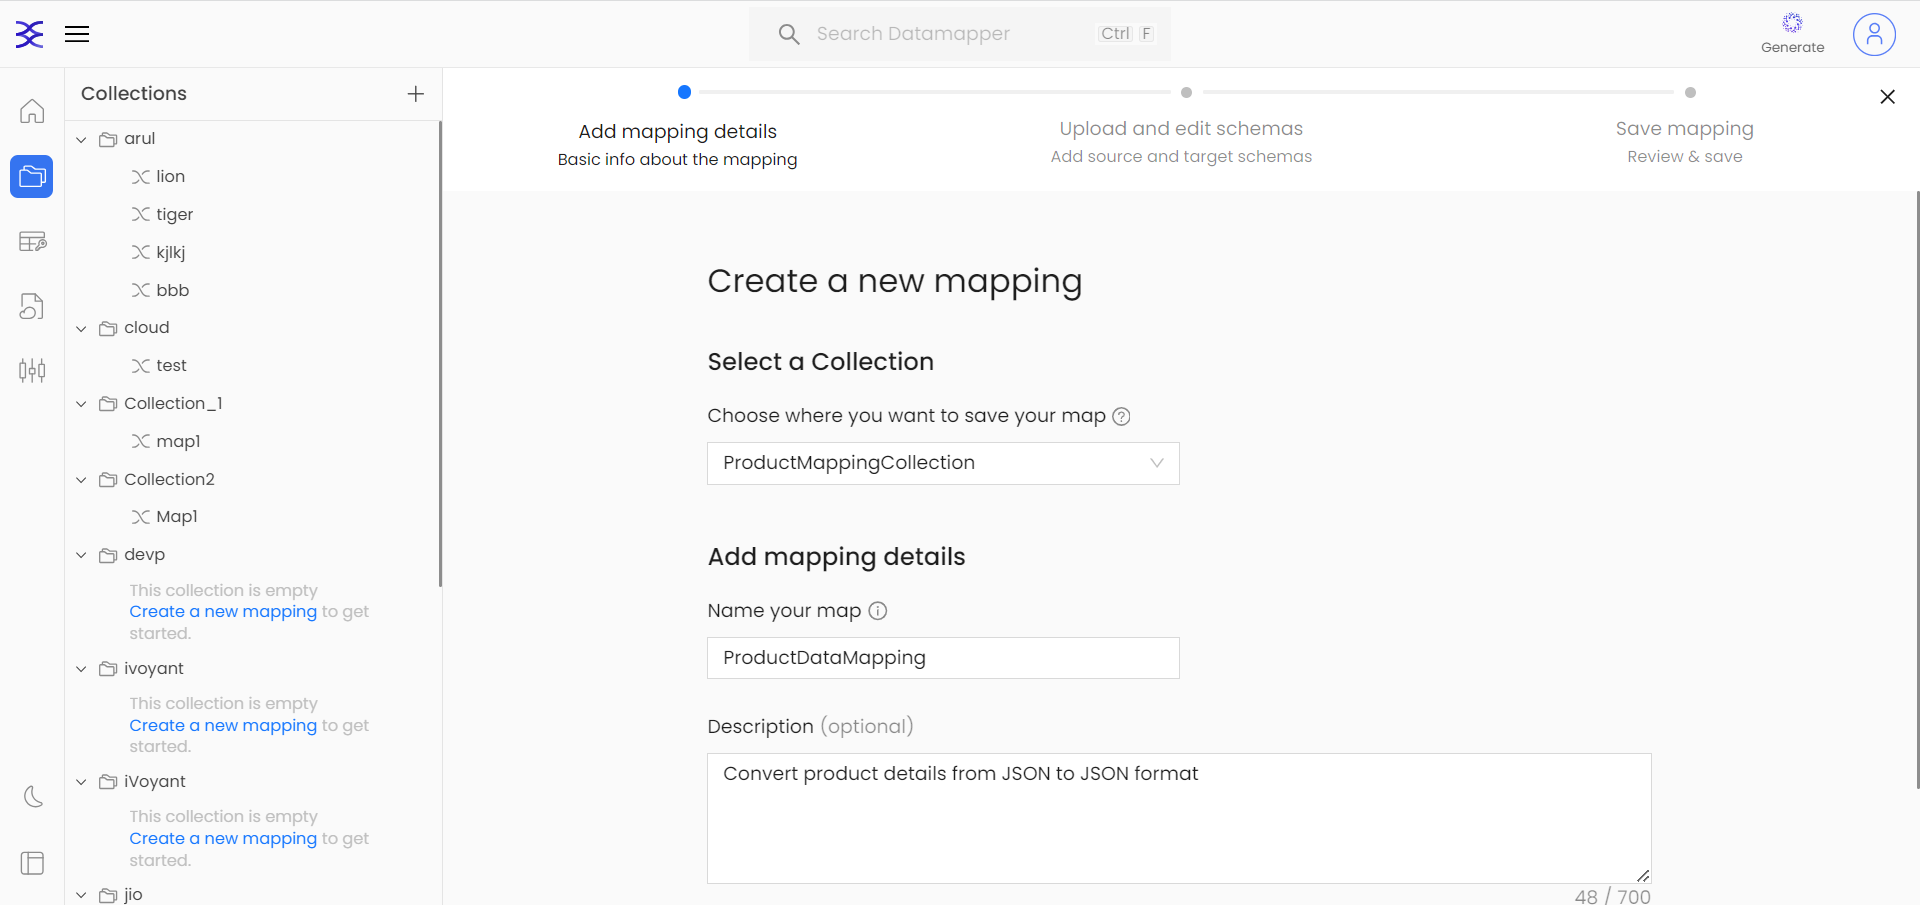 Search Datamapper Ctrl F
Generate
Collections
arul
lion
tiger
kjlkj
bbb
cloud
test
Collection_1
map1
Collection2
Map1
devp
This collection is empty
Create a new mapping to get
started.
ivoyant
This collection is empty
Create a new mapping to get
started.
iVoyant
This collection is empty
Create a new mapping to get
started.
jio
Add mapping details
Basic info about the mapping
Upload and edit schemas
Add source and target schemas
Save mapping
Review & save
Create a new mapping
Select a Collection
Choose where you want to save your map
ProductMappingCollection
Add mapping details
Name your map
ProductDataMapping
Description (optional)
Convert product details from JSON to JSON format
48 / 700